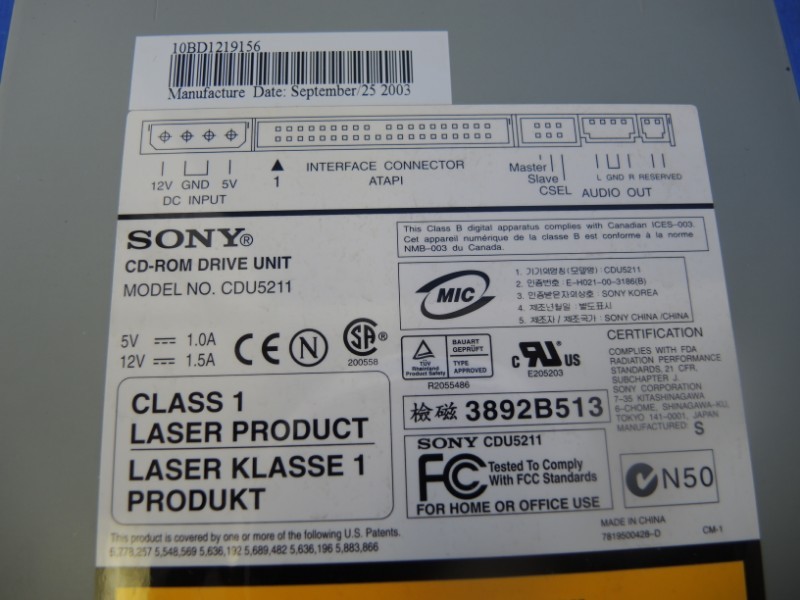 10BD1219156
Manufacture Date: September/25 2003
12V GND 5V
DC INPUT
1
INTERFACE CONNECTOR
ATAPI
Master
Slave
CSEL
L GND R RESERVED
AUDIO OUT
SONY®
CD-ROM DRIVE UNIT
MODEL NO. CDU5211
This Class B digital apparatus complies with Canadian ICES-003.
Cet appareil numérique de la classe B est conforme à la norme
NMB-003 du Canada.
MIC
1. 기기의명칭(모델명): CDU5211
2. 인증번호: E-H021-00-3186(B)
3. 인증받은자의상호: SONY KOREA
4. 제조년월일: 별도표시
5. 제조자/제조국가: SONY CHINA/CHINA
5V 1.0A
12V 1.5A
CE
N
SA ®
200558
TÜV
Rheinland
Product Safety
BAUART
GEPRÜFT
TYPE
APPROVED
R2055486
c UR US
E205203
CERTIFICATION
COMPLIES WITH FDA
RADIATION PERFORMANCE
STANDARDS, 21 CFR,
SUBCHAPTER J.
SONY CORPORATION
7-35 KITASHINAGAWA
6-CHOME, SHINAGAWA-KU,
TOKYO 141-0001, JAPAN
MANUFACTURED: S
CLASS 1
LASER PRODUCT
LASER KLASSE 1
PRODUKT
檢磁 3892B513
SONY CDU5211
FC Tested To Comply
With FCC Standards
FOR HOME OR OFFICE USE
N50
This product is covered by one or more of the following U.S. Patents.
5,548,569 5,636,192 5,689,482 5,636,196 5,883,866
MADE IN CHINA
7819500428-D
CM-1